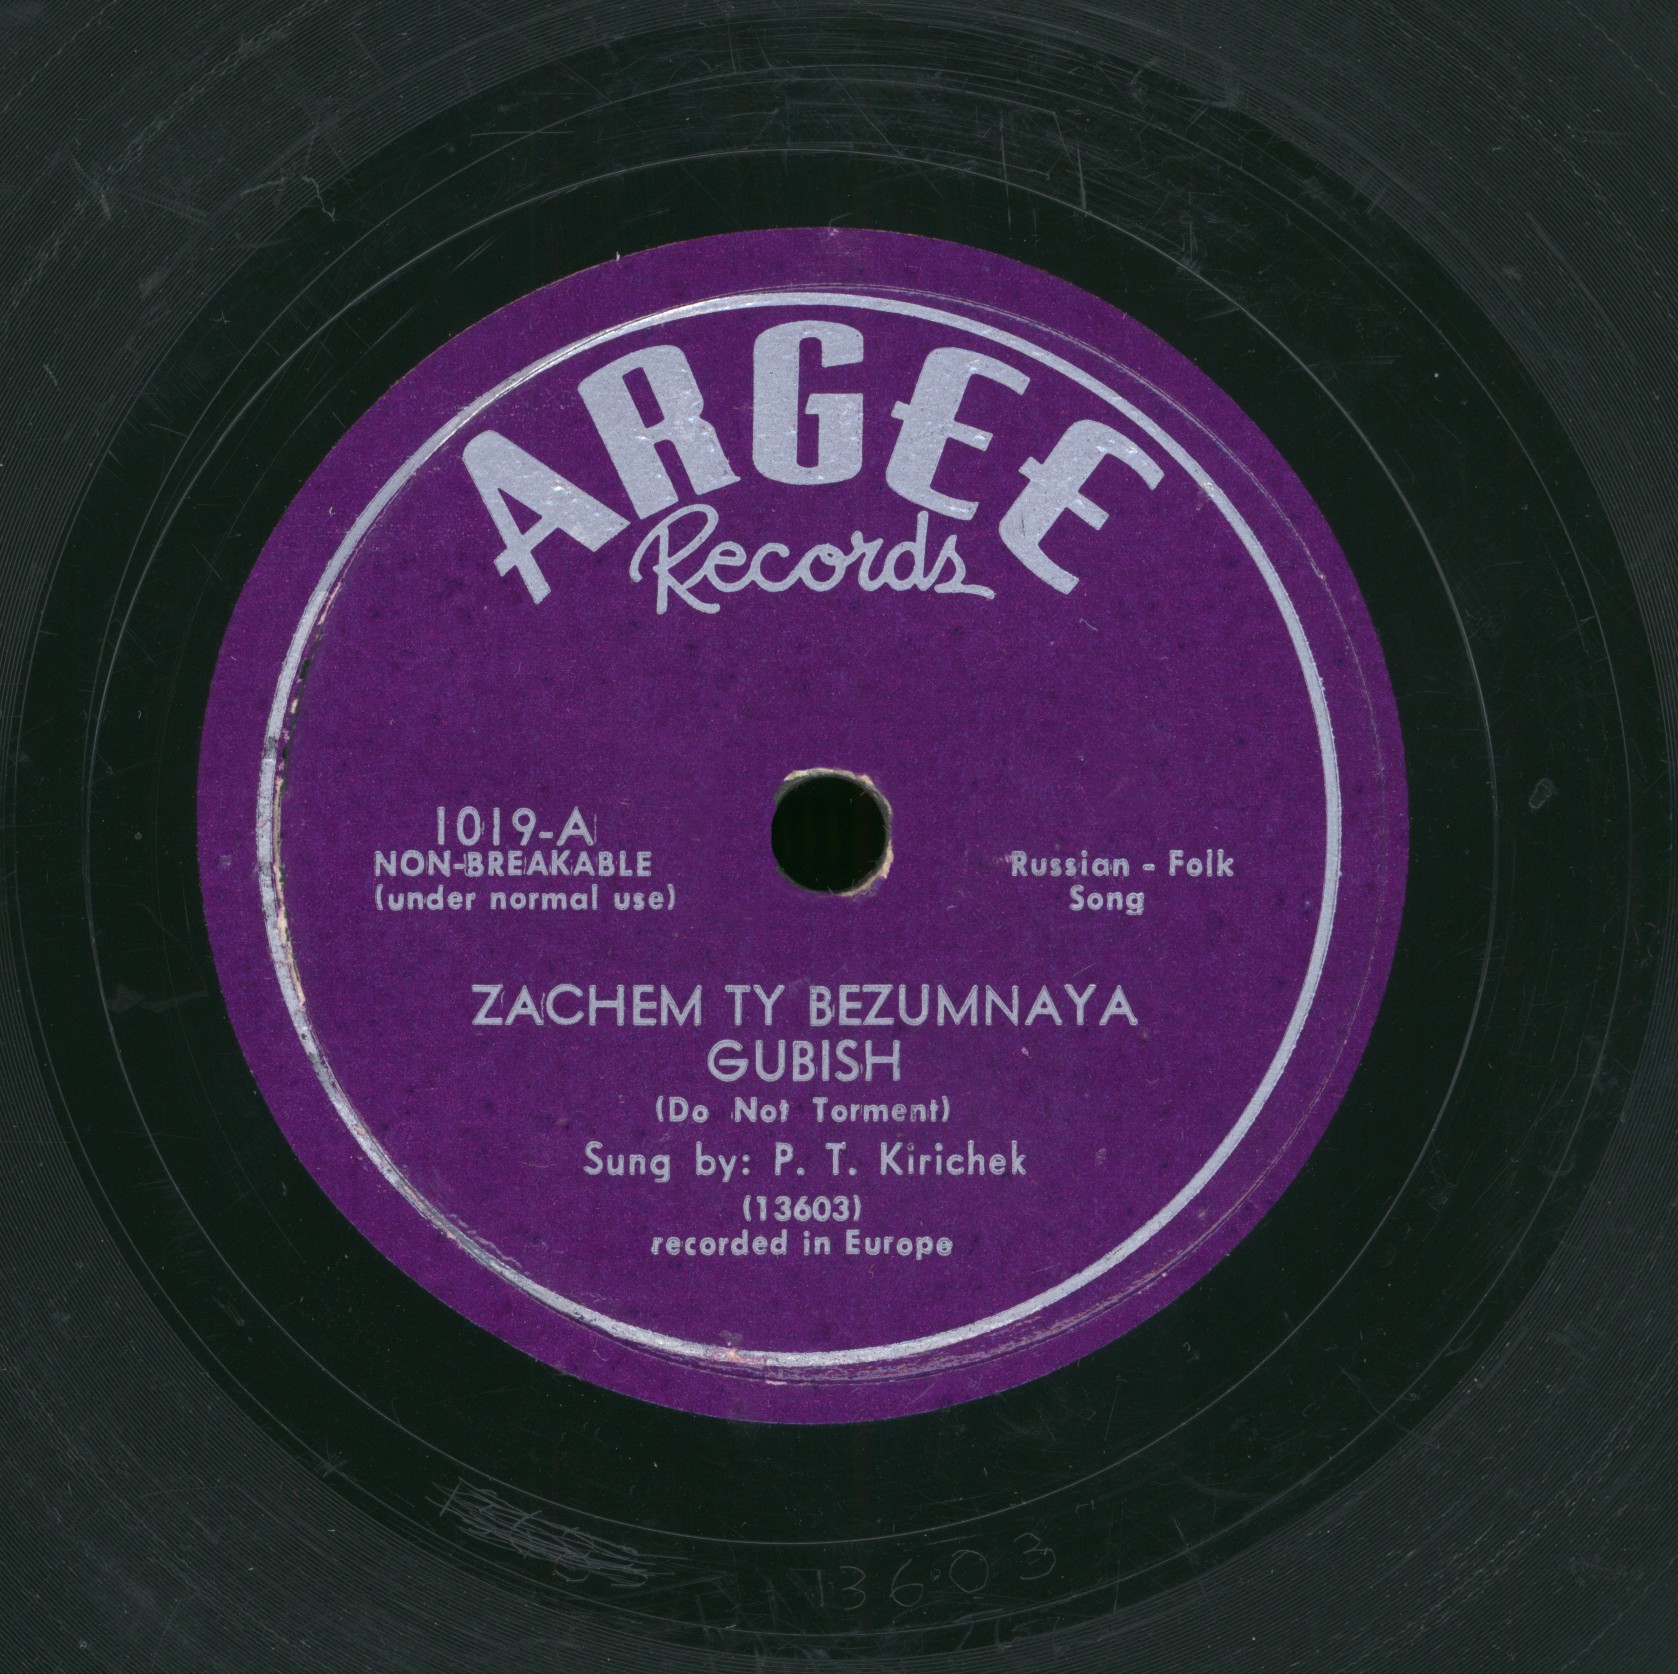 ARGEE
Records
1019-A
NON-BREAKABLE
(under normal use)
Russian - Folk
Song
ZACHEM TY BEZUMNAYA
GUBISH
(Do Not Torment)
Sung by: P. T. Kirichek
(13603)
recorded in Europe
13603